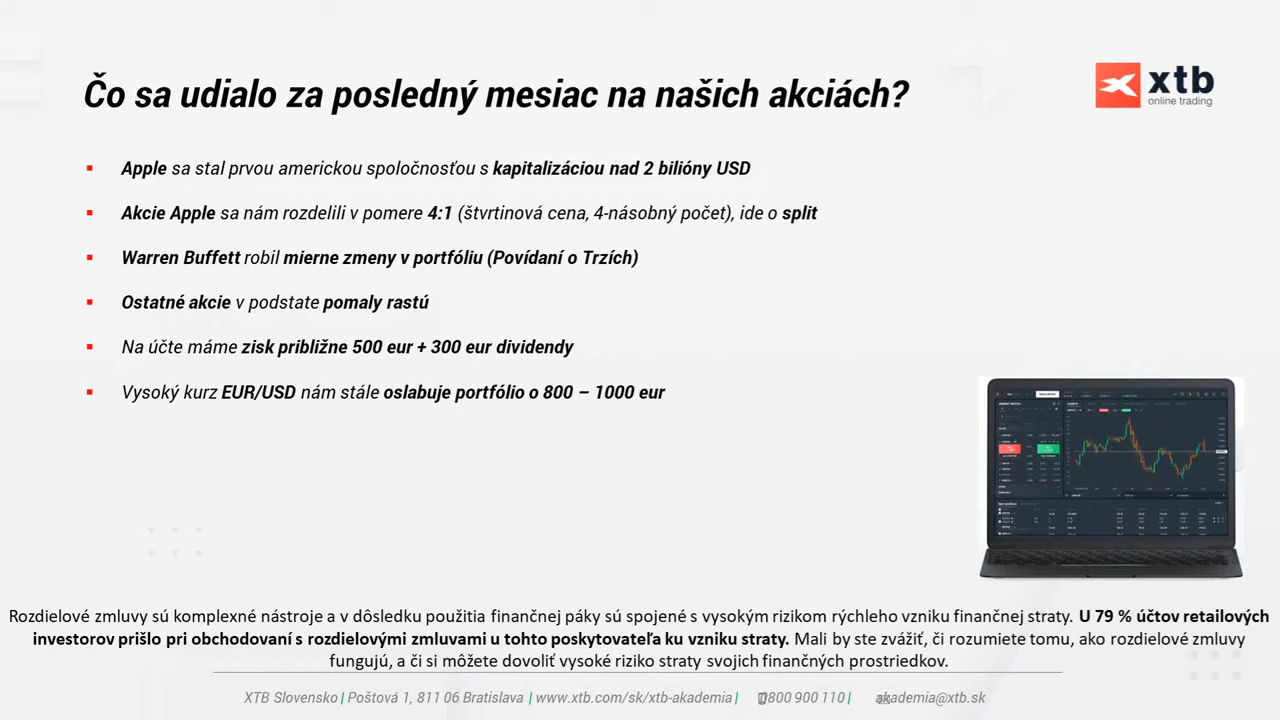 Čo sa udialo za posledný mesiac na našich akciách?
xtb
online trading
Apple sa stal prvou americkou spoločnosťou s kapitalizáciou nad 2 bilióny USD
Akcie Apple sa nám rozdelili v pomere 4:1 (štvrtinová cena, 4-násobný počet), ide o split
Warren Buffett robil mierne zmeny v portfóliu (Povídaní o Trzích)
Ostatné akcie v podstate pomaly rastú
Na účte máme zisk približne 500 eur + 300 eur dividendy
Vysoký kurz EUR/USD nám stále oslabuje portfólio o 800 – 1000 eur
Rozdielové zmluvy sú komplexné nástroje a v dôsledku použitia finančnej páky sú spojené s vysokým rizikom rýchleho vzniku finančnej straty. U 79 % účtov retailových
investorov prišlo pri obchodovaní s rozdielovými zmluvami u tohto poskytovateľa ku vzniku straty. Mali by ste zvážiť, či rozumiete tomu, ako rozdielové zmluvy
fungujú, a či si môžete dovoliť vysoké riziko straty svojich finančných prostriedkov.
XTB Slovensko | Poštová 1, 811 06 Bratislava | www.xtb.com/sk/xtb-akademia | 0800 900 110 | akademia@xtb.sk